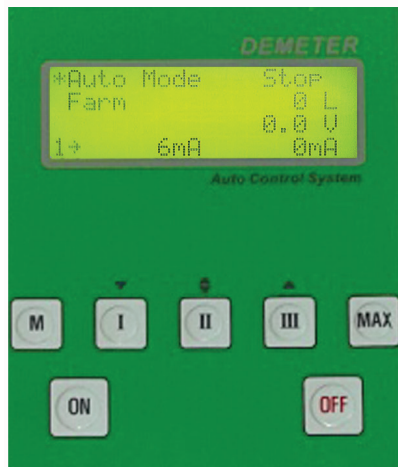 DEMETER
*Auto Mode Stop
Farm 0 L
0.0 V
1→ 6mA 0mA
Auto Control System
M I II III MAX
ON OFF